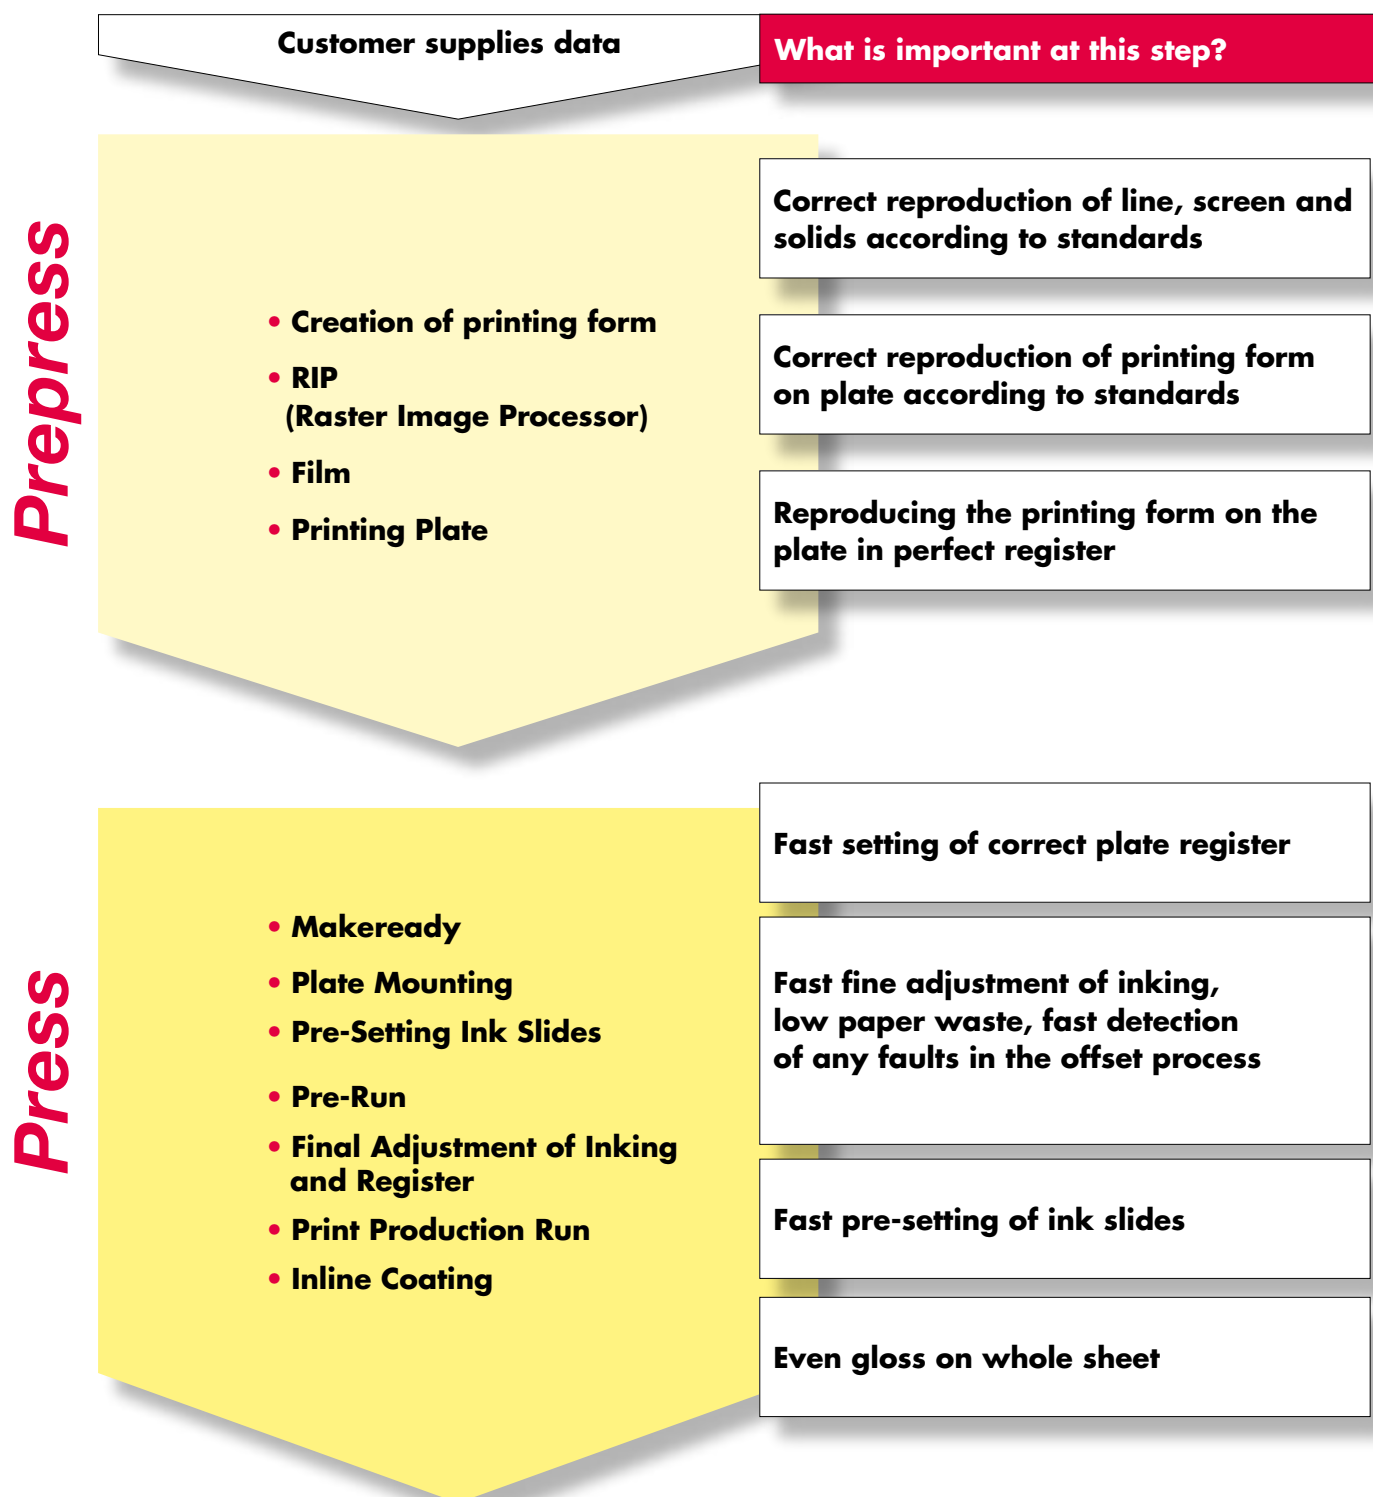 Customer supplies data
What is important at this step?
Prepress
• Creation of printing form
• RIP
(Raster Image Processor)
• Film
• Printing Plate
Correct reproduction of line, screen and
solids according to standards
Correct reproduction of printing form
on plate according to standards
Reproducing the printing form on the
plate in perfect register
Press
• Makeready
• Plate Mounting
• Pre-Setting Ink Slides
• Pre-Run
• Final Adjustment of Inking
and Register
• Print Production Run
• Inline Coating
Fast setting of correct plate register
Fast fine adjustment of inking,
low paper waste, fast detection
of any faults in the offset process
Fast pre-setting of ink slides
Even gloss on whole sheet